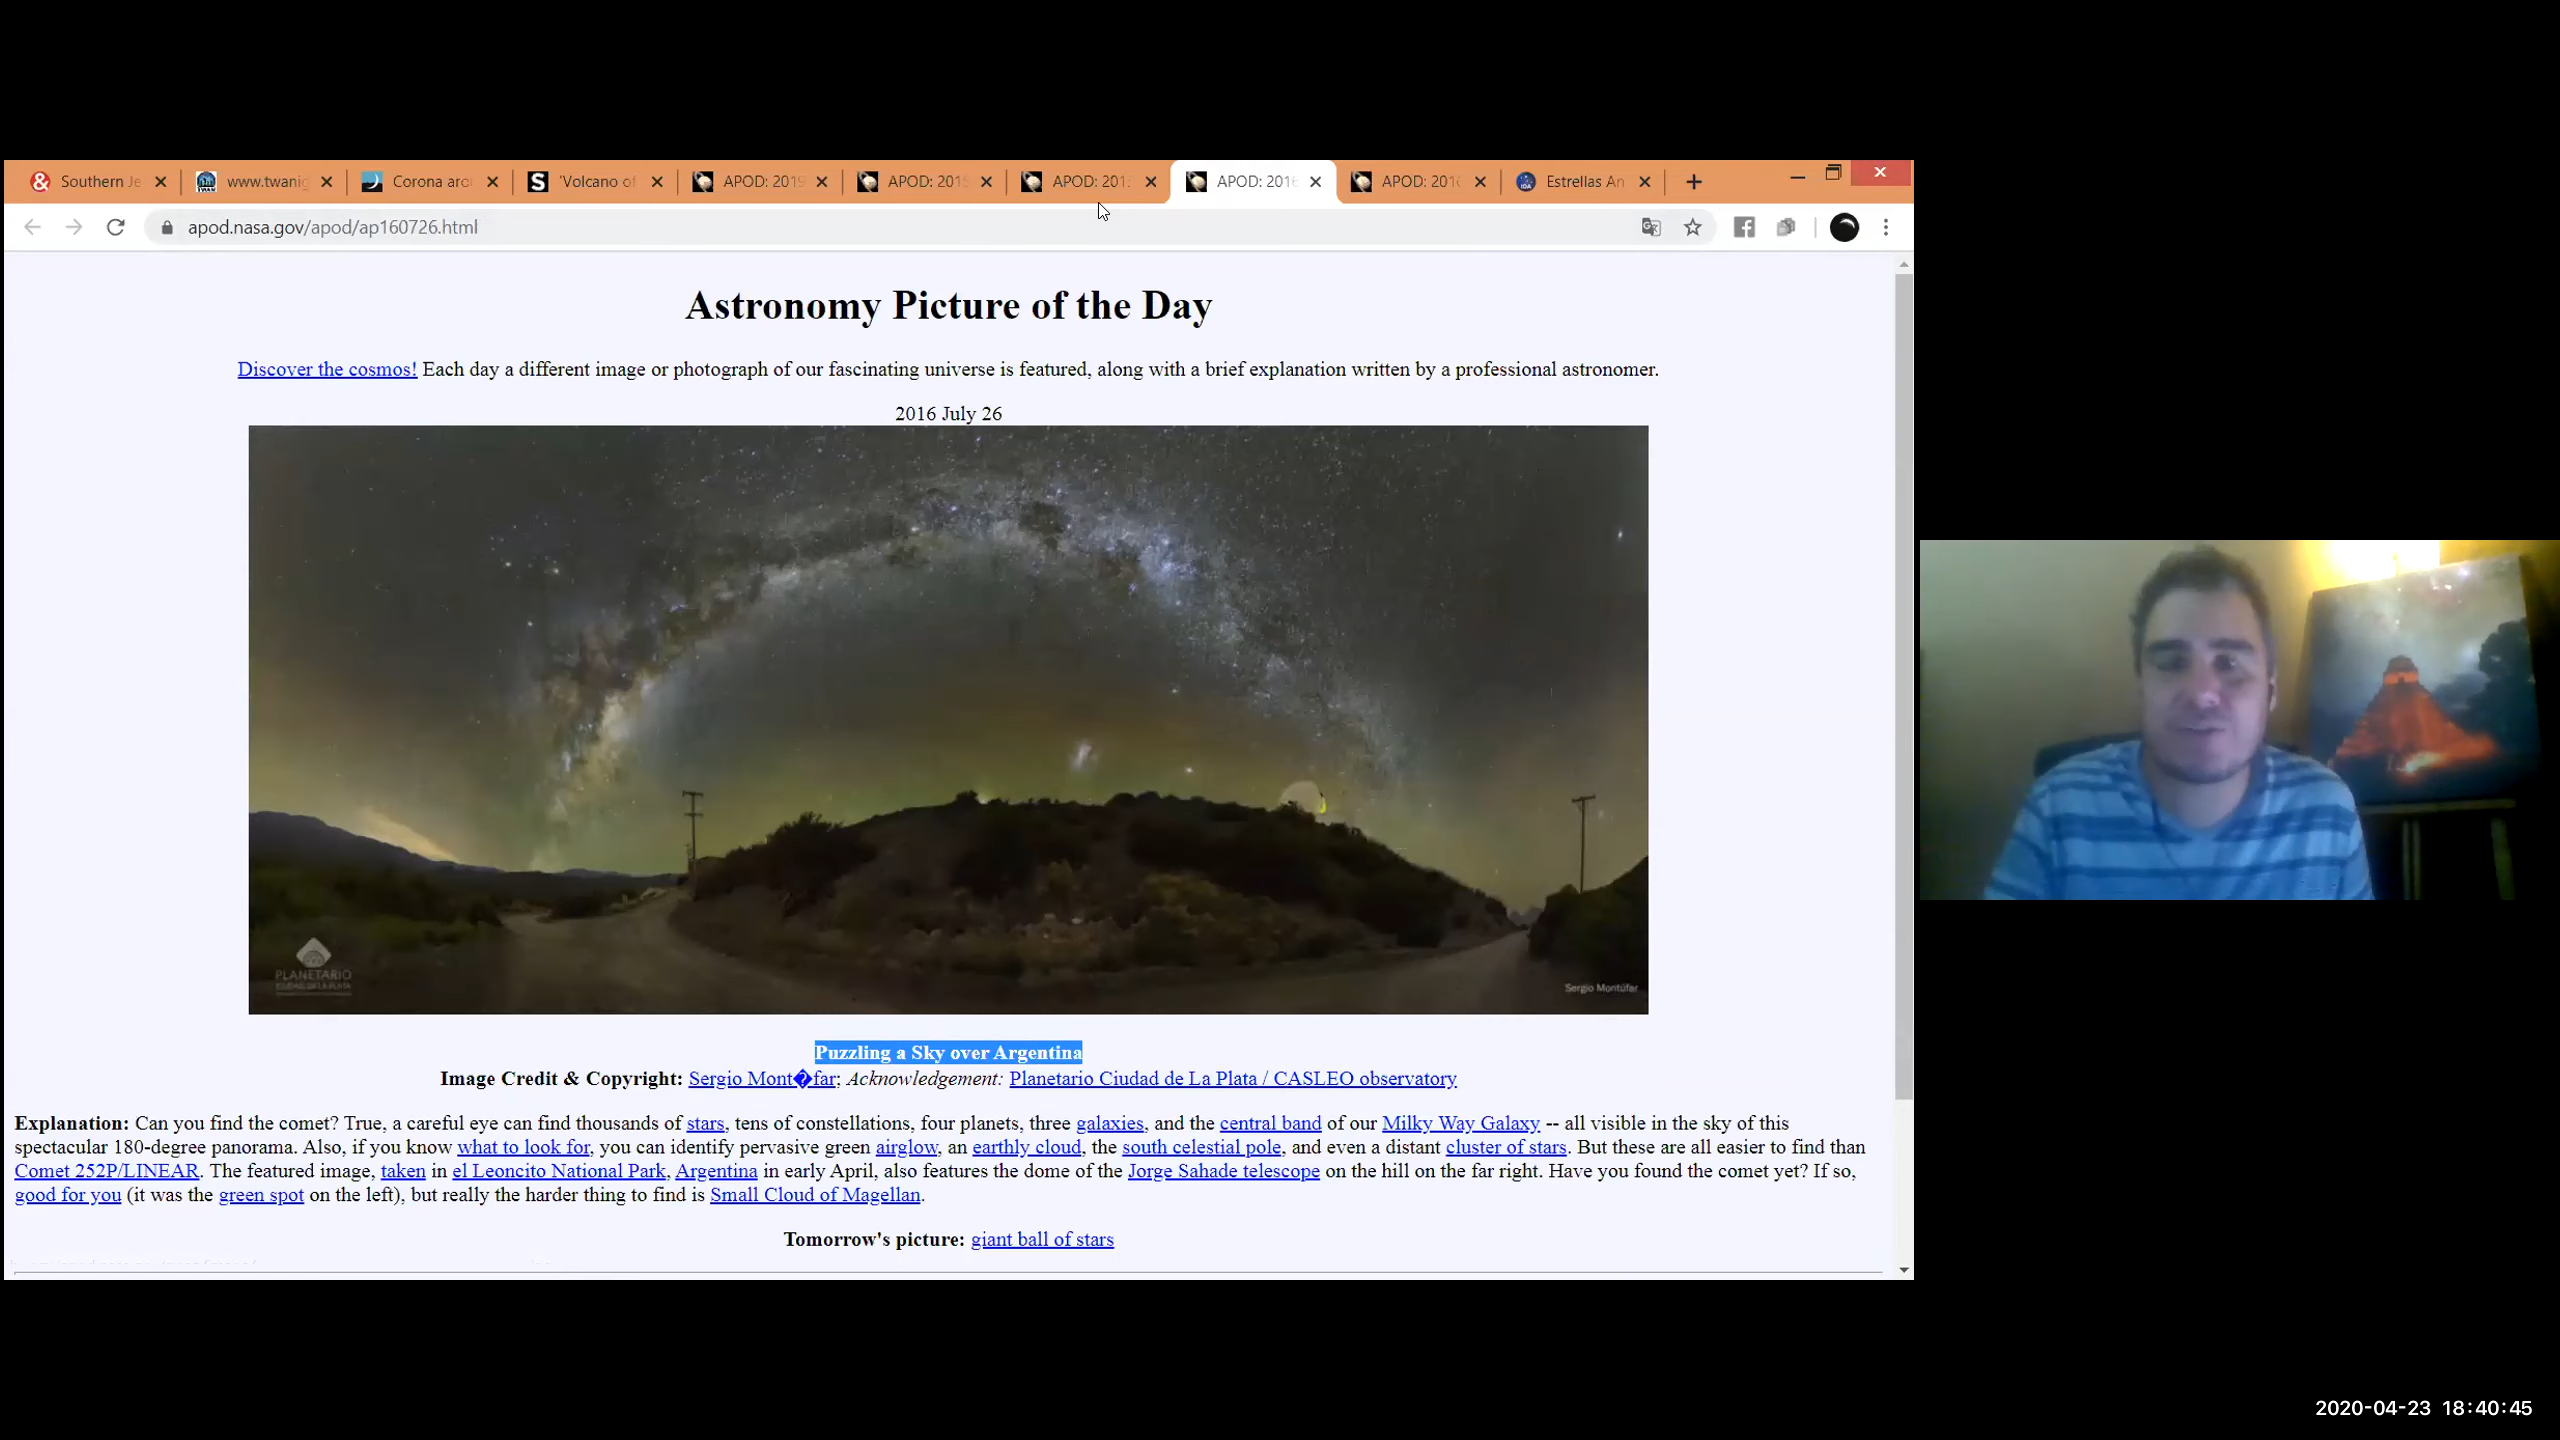 Southern Je
www.twanig
Corona aro
'Volcano of
APOD: 2019
APOD: 201
APOD: 201
APOD: 2016
APOD: 201
Estrellas An
apod.nasa.gov/apod/ap160726.html
Astronomy Picture of the Day
Discover the cosmos! Each day a different image or photograph of our fascinating universe is featured, along with a brief explanation written by a professional astronomer.
2016 July 26
PLANETARIO
CIUDAD DE LA PLATA
Sergio Montúfar
Puzzling a Sky over Argentina
Image Credit & Copyright: Sergio Mont�far; Acknowledgement: Planetario Ciudad de La Plata / CASLEO observatory
Explanation: Can you find the comet? True, a careful eye can find thousands of stars, tens of constellations, four planets, three galaxies, and the central band of our Milky Way Galaxy -- all visible in the sky of this
spectacular 180-degree panorama. Also, if you know what to look for, you can identify pervasive green airglow, an earthly cloud, the south celestial pole, and even a distant cluster of stars. But these are all easier to find than
Comet 252P/LINEAR. The featured image, taken in el Leoncito National Park, Argentina in early April, also features the dome of the Jorge Sahade telescope on the hill on the far right. Have you found the comet yet? If so,
good for you (it was the green spot on the left), but really the harder thing to find is Small Cloud of Magellan.
Tomorrow's picture: giant ball of stars
2020-04-23 18:40:45